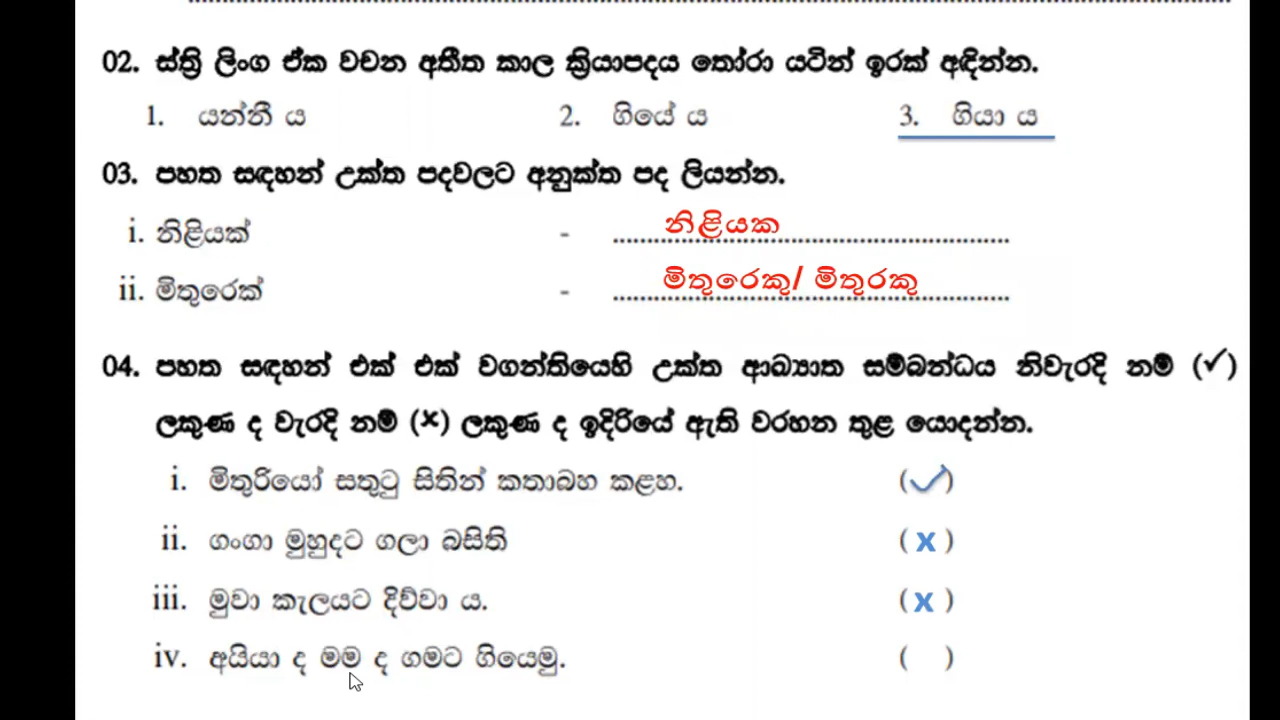 02. ස්ත්‍රි ලිංග ඒක වචන අතීත කාල ක්‍රියාපදය තෝරා යටින් ඉරක් අඳින්න.
1. යන්නී ය 2. ගියේ ය 3. ගියා ය
03. පහත සඳහන් උක්ත පදවලට අනුක්ත පද ලියන්න.
i. නිළියක් - නිළියක
ii. මිතුරෙක් - මිතුරෙකු/ මිතුරකු
04. පහත සඳහන් එක් එක් වගන්තියෙහි උක්ත ආඛ්‍යාත සම්බන්ධය නිවැරදි නම් (✓)
ලකුණ ද වැරදි නම් (x) ලකුණ ද ඉදිරියේ ඇති වරහන තුළ යොදන්න.
i. මිතුරියෝ සතුටු සිතින් කතාබහ කළහ. (✓)
ii. ගංගා මුහුදට ගලා බසිති ( x )
iii. මුවා කැලයට දිව්වා ය. ( x )
iv. අයියා ද මම ද ගමට ගියෙමු. ( )